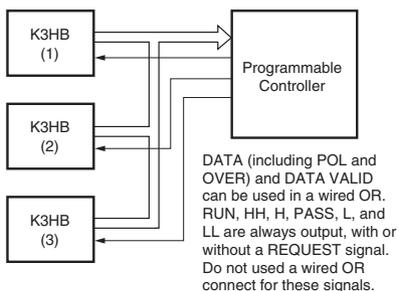 K3HB
(1)
Programmable
Controller
K3HB
(2)
K3HB
(3)
DATA (including POL and
OVER) and DATA VALID
can be used in a wired OR.
RUN, HH, H, PASS, L, and
LL are always output, with or
without a REQUEST signal.
Do not used a wired OR
connect for these signals.